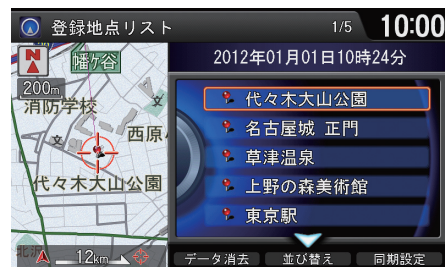 登録地点リスト 1/5 10:00
2012年01月01日10時24分
N
幡ヶ谷
200m
消防学校
文
西原
文
代々木大山公園
12km
代々木大山公園
名古屋城 正門
草津温泉
上野の森美術館
東京駅
データ消去 並び替え 同期設定